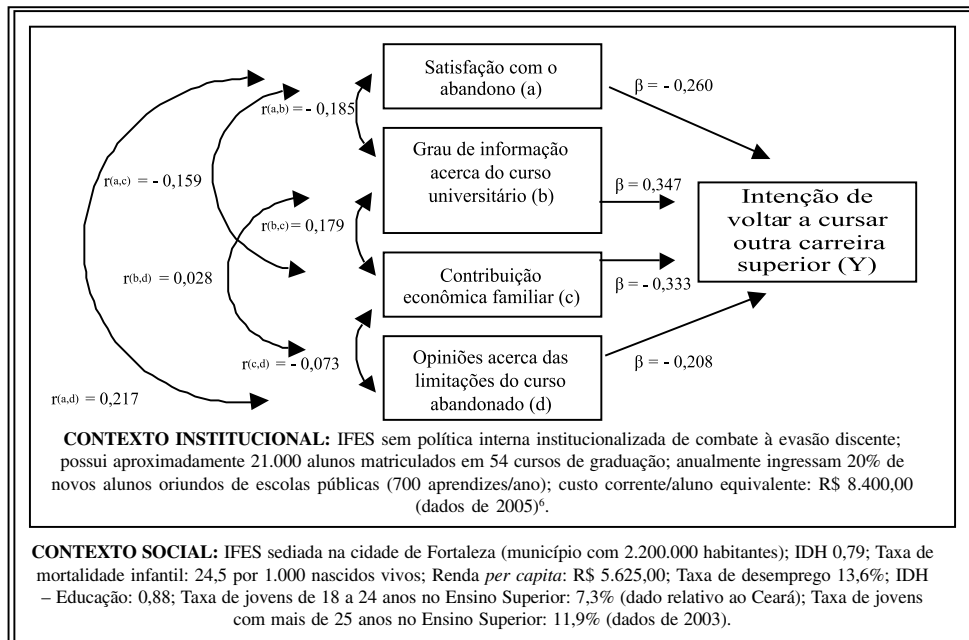 Satisfação com o
abandono (a)
β = - 0,260
r(a,b) = - 0,185
Grau de informação
acerca do curso
universitário (b)
β = 0,347
r(a,c) = - 0,159
r(b,c) = 0,179
Intenção de
voltar a cursar
outra carreira
superior (Y)
r(b,d) = 0,028
Contribuição
econômica familiar (c)
β = - 0,333
r(c,d) = - 0,073
Opiniões acerca das
limitações do curso
abandonado (d)
β = - 0,208
r(a,d) = 0,217
CONTEXTO INSTITUCIONAL: IFES sem política interna institucionalizada de combate à evasão discente;
possui aproximadamente 21.000 alunos matriculados em 54 cursos de graduação; anualmente ingressam 20% de
novos alunos oriundos de escolas públicas (700 aprendizes/ano); custo corrente/aluno equivalente: R$ 8.400,00
(dados de 2005)⁶.
CONTEXTO SOCIAL: IFES sediada na cidade de Fortaleza (município com 2.200.000 habitantes); IDH 0,79; Taxa de
mortalidade infantil: 24,5 por 1.000 nascidos vivos; Renda per capita: R$ 5.625,00; Taxa de desemprego 13,6%; IDH
– Educação: 0,88; Taxa de jovens de 18 a 24 anos no Ensino Superior: 7,3% (dado relativo ao Ceará); Taxa de jovens
com mais de 25 anos no Ensino Superior: 11,9% (dados de 2003).